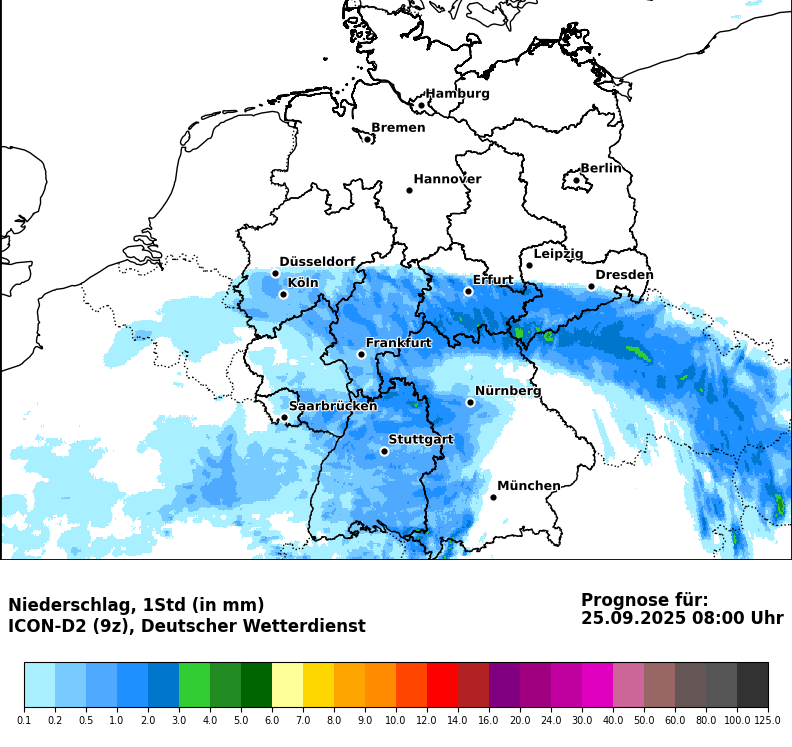 Hamburg
Bremen
Berlin
Hannover
Leipzig
Düsseldorf
Dresden
Köln
Erfurt
Frankfurt
Nürnberg
Saarbrücken
Stuttgart
München
Niederschlag, 1Std (in mm)
ICON-D2 (9z), Deutscher Wetterdienst
Prognose für:
25.09.2025 08:00 Uhr
0.1 0.2 0.5 1.0 2.0 3.0 4.0 5.0 6.0 7.0 8.0 9.0 10.0 12.0 14.0 16.0 20.0 24.0 30.0 40.0 50.0 60.0 80.0 100.0 125.0